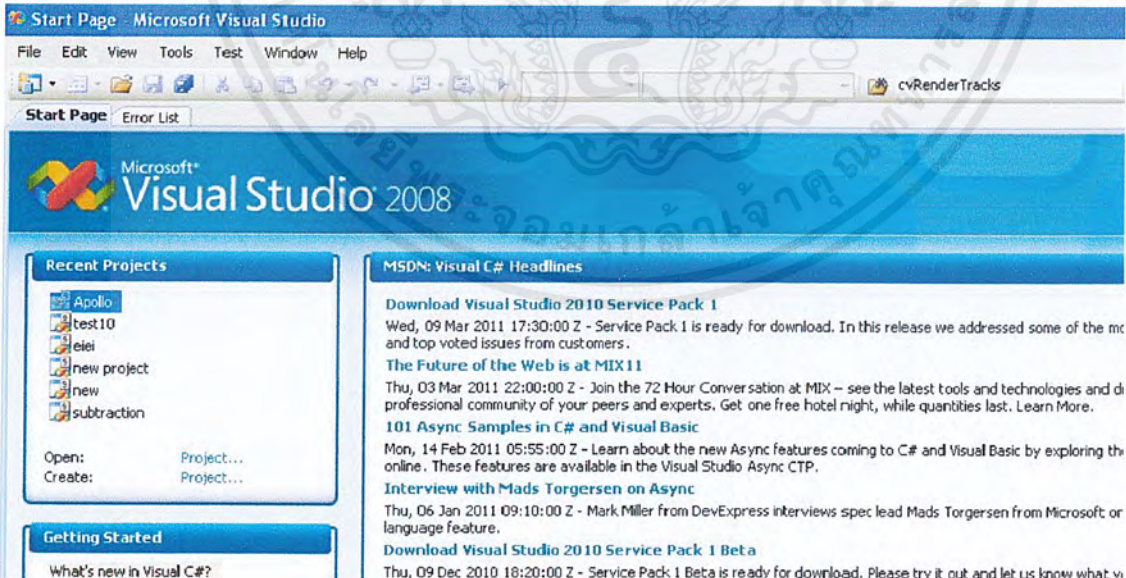 Start Page - Microsoft Visual Studio
File Edit View Tools Test Window Help
cvRenderTracks
Start Page Error List
Microsoft®
Visual Studio 2008
Recent Projects
Apollo
test10
eiei
new project
new
subtraction
Open: Project...
Create: Project...
Getting Started
What's new in Visual C#?
MSDN: Visual C# Headlines
Download Visual Studio 2010 Service Pack 1
Wed, 09 Mar 2011 17:30:00 Z - Service Pack 1 is ready for download. In this release we addressed some of the
and top voted issues from customers.
The Future of the Web is at MIX11
Thu, 03 Mar 2011 22:00:00 Z - Join the 72 Hour Conversation at MIX – see the latest tools and technologies and
professional community of your peers and experts. Get one free hotel night, while quantities last. Learn More.
101 Async Samples in C# and Visual Basic
Mon, 14 Feb 2011 05:55:00 Z - Learn about the new Async features coming to C# and Visual Basic by exploring
online. These features are available in the Visual Studio Async CTP.
Interview with Mads Torgersen on Async
Thu, 06 Jan 2011 09:10:00 Z - Mark Miller from DevExpress interviews spec lead Mads Torgersen from Microsoft or
language feature.
Download Visual Studio 2010 Service Pack 1 Beta
Thu, 09 Dec 2010 18:20:00 Z - Service Pack 1 Beta is ready for download. Please try it out and let us know what